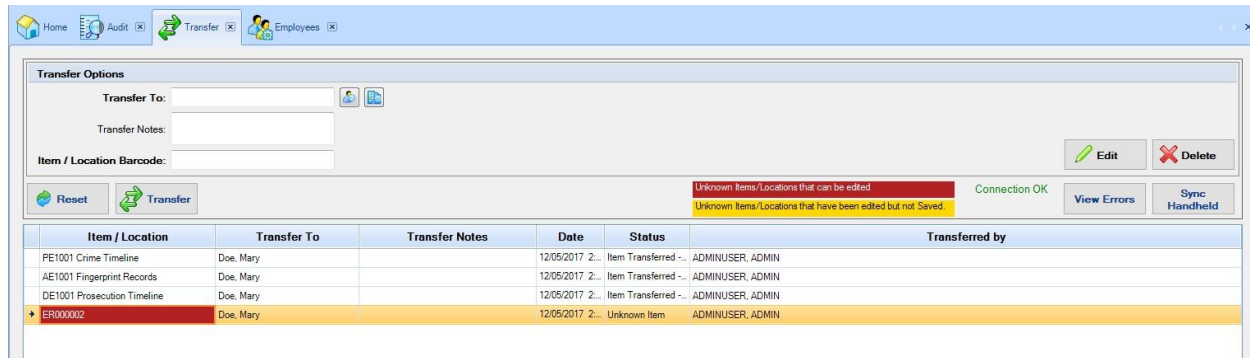 Home Audit Transfer Employees
Transfer Options
Transfer To:
Transfer Notes:
Item / Location Barcode:
Edit Delete
Reset Transfer
Unknown Items/Locations that can be edited
Unknown Items/Locations that have been edited but not Saved.
Connection OK
View Errors
Sync
Handheld
Item / Location Transfer To Transfer Notes Date Status Transferred by
PE1001 Crime Timeline Doe, Mary 12/05/2017 2:... Item Transferred -... ADMINUSER, ADMIN
AE1001 Fingerprint Records Doe, Mary 12/05/2017 2:... Item Transferred -... ADMINUSER, ADMIN
DE1001 Prosecution Timeline Doe, Mary 12/05/2017 2:... Item Transferred -... ADMINUSER, ADMIN
ER000002 Doe, Mary 12/05/2017 2:... Unknown Item ADMINUSER, ADMIN